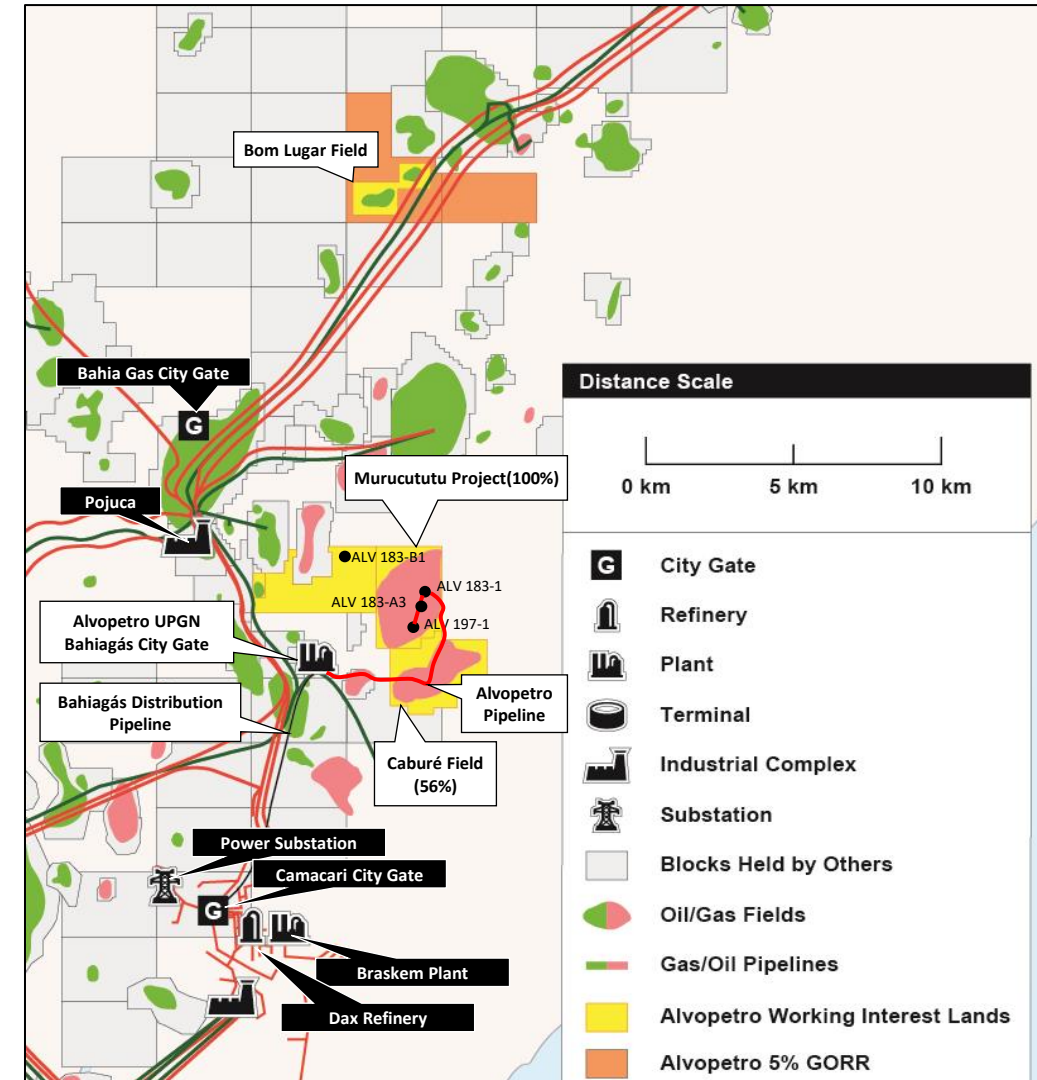 Bom Lugar Field
Bahia Gas City Gate
G
Pojuca
Murucututu Project(100%)
ALV 183-B1
ALV 183-1
ALV 183-A3
ALV 197-1
Alvopetro UPGN
Bahiagás City Gate
Bahiagás Distribution
Pipeline
Alvopetro
Pipeline
Caburé Field
(56%)
Power Substation
Camacari City Gate
G
Braskem Plant
Dax Refinery
Distance Scale
0 km
5 km
10 km
G
City Gate
Refinery
Plant
Terminal
Industrial Complex
Substation
Blocks Held by Others
Oil/Gas Fields
Gas/Oil Pipelines
Alvopetro Working Interest Lands
Alvopetro 5% GORR